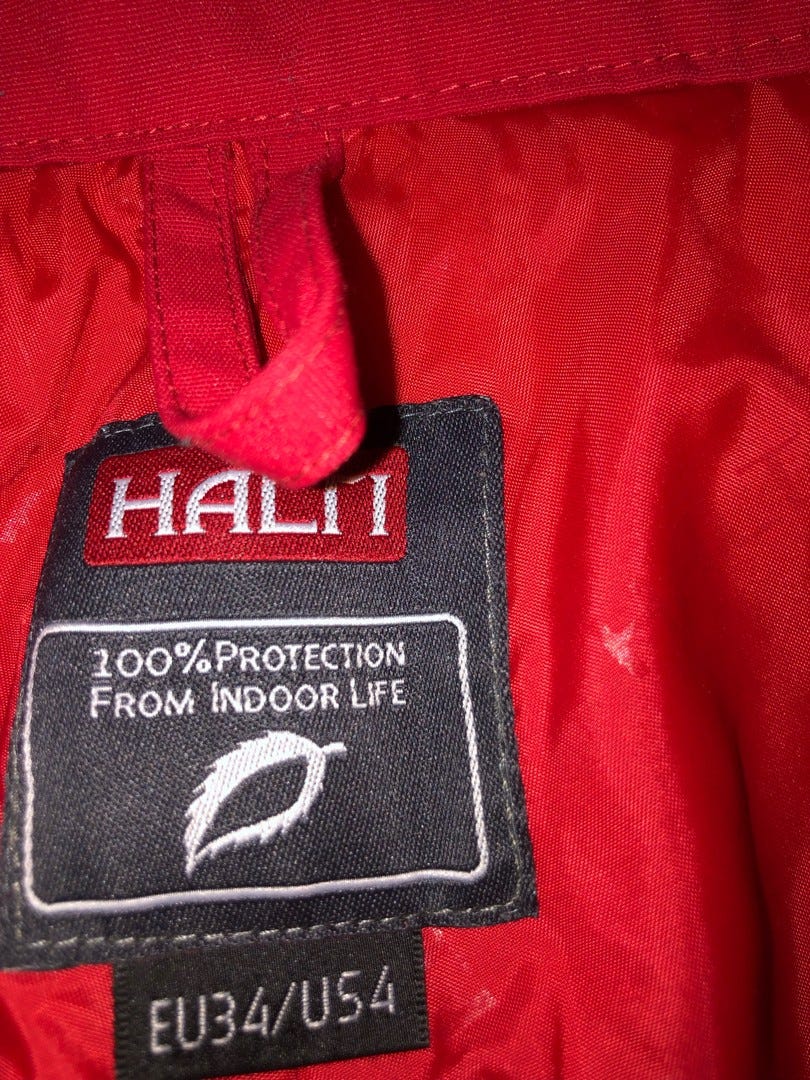 HALTI
100% PROTECTION
FROM INDOOR LIFE
EU34/US4